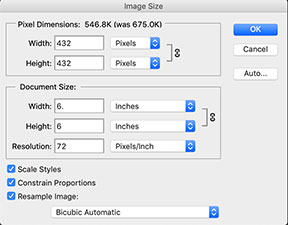 Image Size
Pixel Dimensions: 546.8K (was 675.0K)
OK
Width: 432 Pixels
Cancel
Height: 432 Pixels
Auto...
Document Size:
Width: 6. Inches
Height: 6 Inches
Resolution: 72 Pixels/Inch
Scale Styles
Constrain Proportions
Resample Image:
Bicubic Automatic